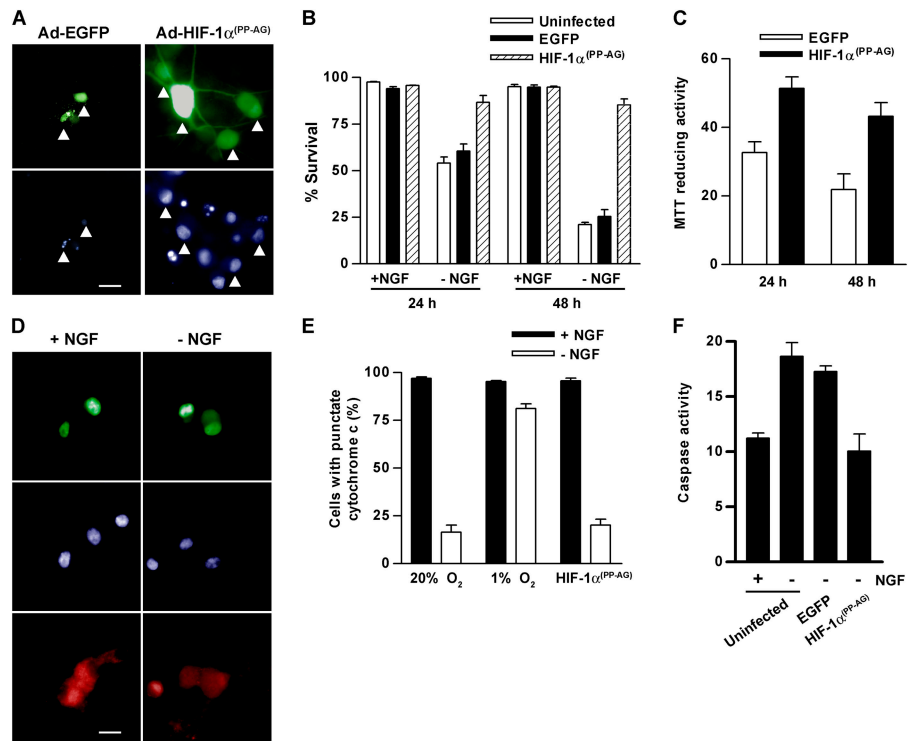 A
Ad-EGFP
Ad-HIF-1α(PP-AG)
B
Uninfected
EGFP
HIF-1α(PP-AG)
% Survival
100
75
50
25
0
+NGF
- NGF
+NGF
- NGF
24 h
48 h
C
EGFP
HIF-1α(PP-AG)
MTT reducing activity
60
40
20
0
24 h
48 h
D
+ NGF
- NGF
E
+ NGF
- NGF
Cells with punctate
cytochrome c (%)
100
75
50
25
0
20% O2
1% O2
HIF-1α(PP-AG)
F
Caspase activity
20
15
10
5
0
+ - - - NGF
Uninfected
EGFP
HIF-1α(PP-AG)